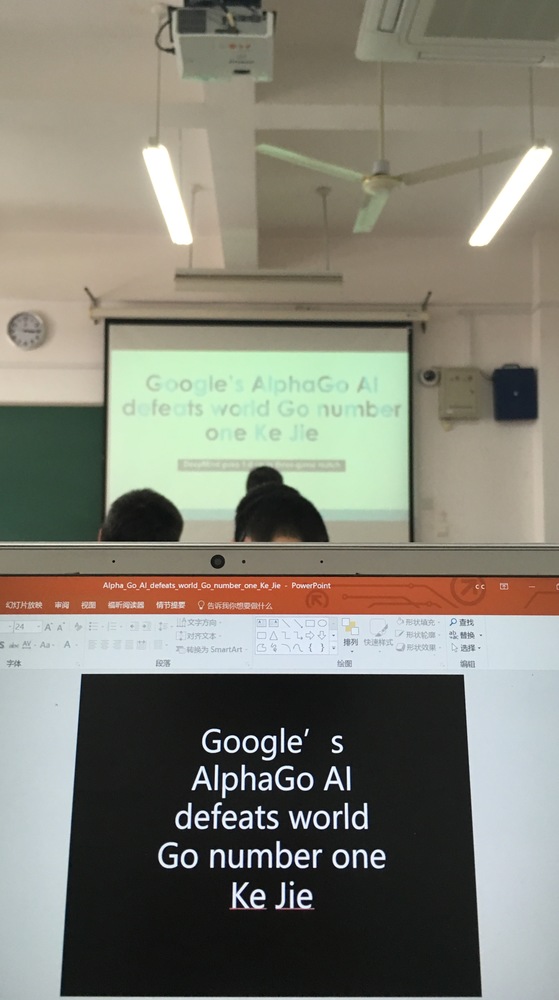 Google's AlphaGo AI
defeats world Go number
one Ke Jie
Alpha_Go_AI_defeats_world_Go_number_one_Ke_Jie - PowerPoint
c c
幻灯片放映 审阅 视图 福昕阅读器 情节提要 告诉我你想要做什么
24 A A
文字方向
对齐文本
转换为 SmartArt
排列
快速样式
形状填充
形状轮廓
形状效果
查找
替换
选择
S abc AV Aa A
字体 段落 绘图 编辑
Google's
AlphaGo AI
defeats world
Go number one
Ke Jie